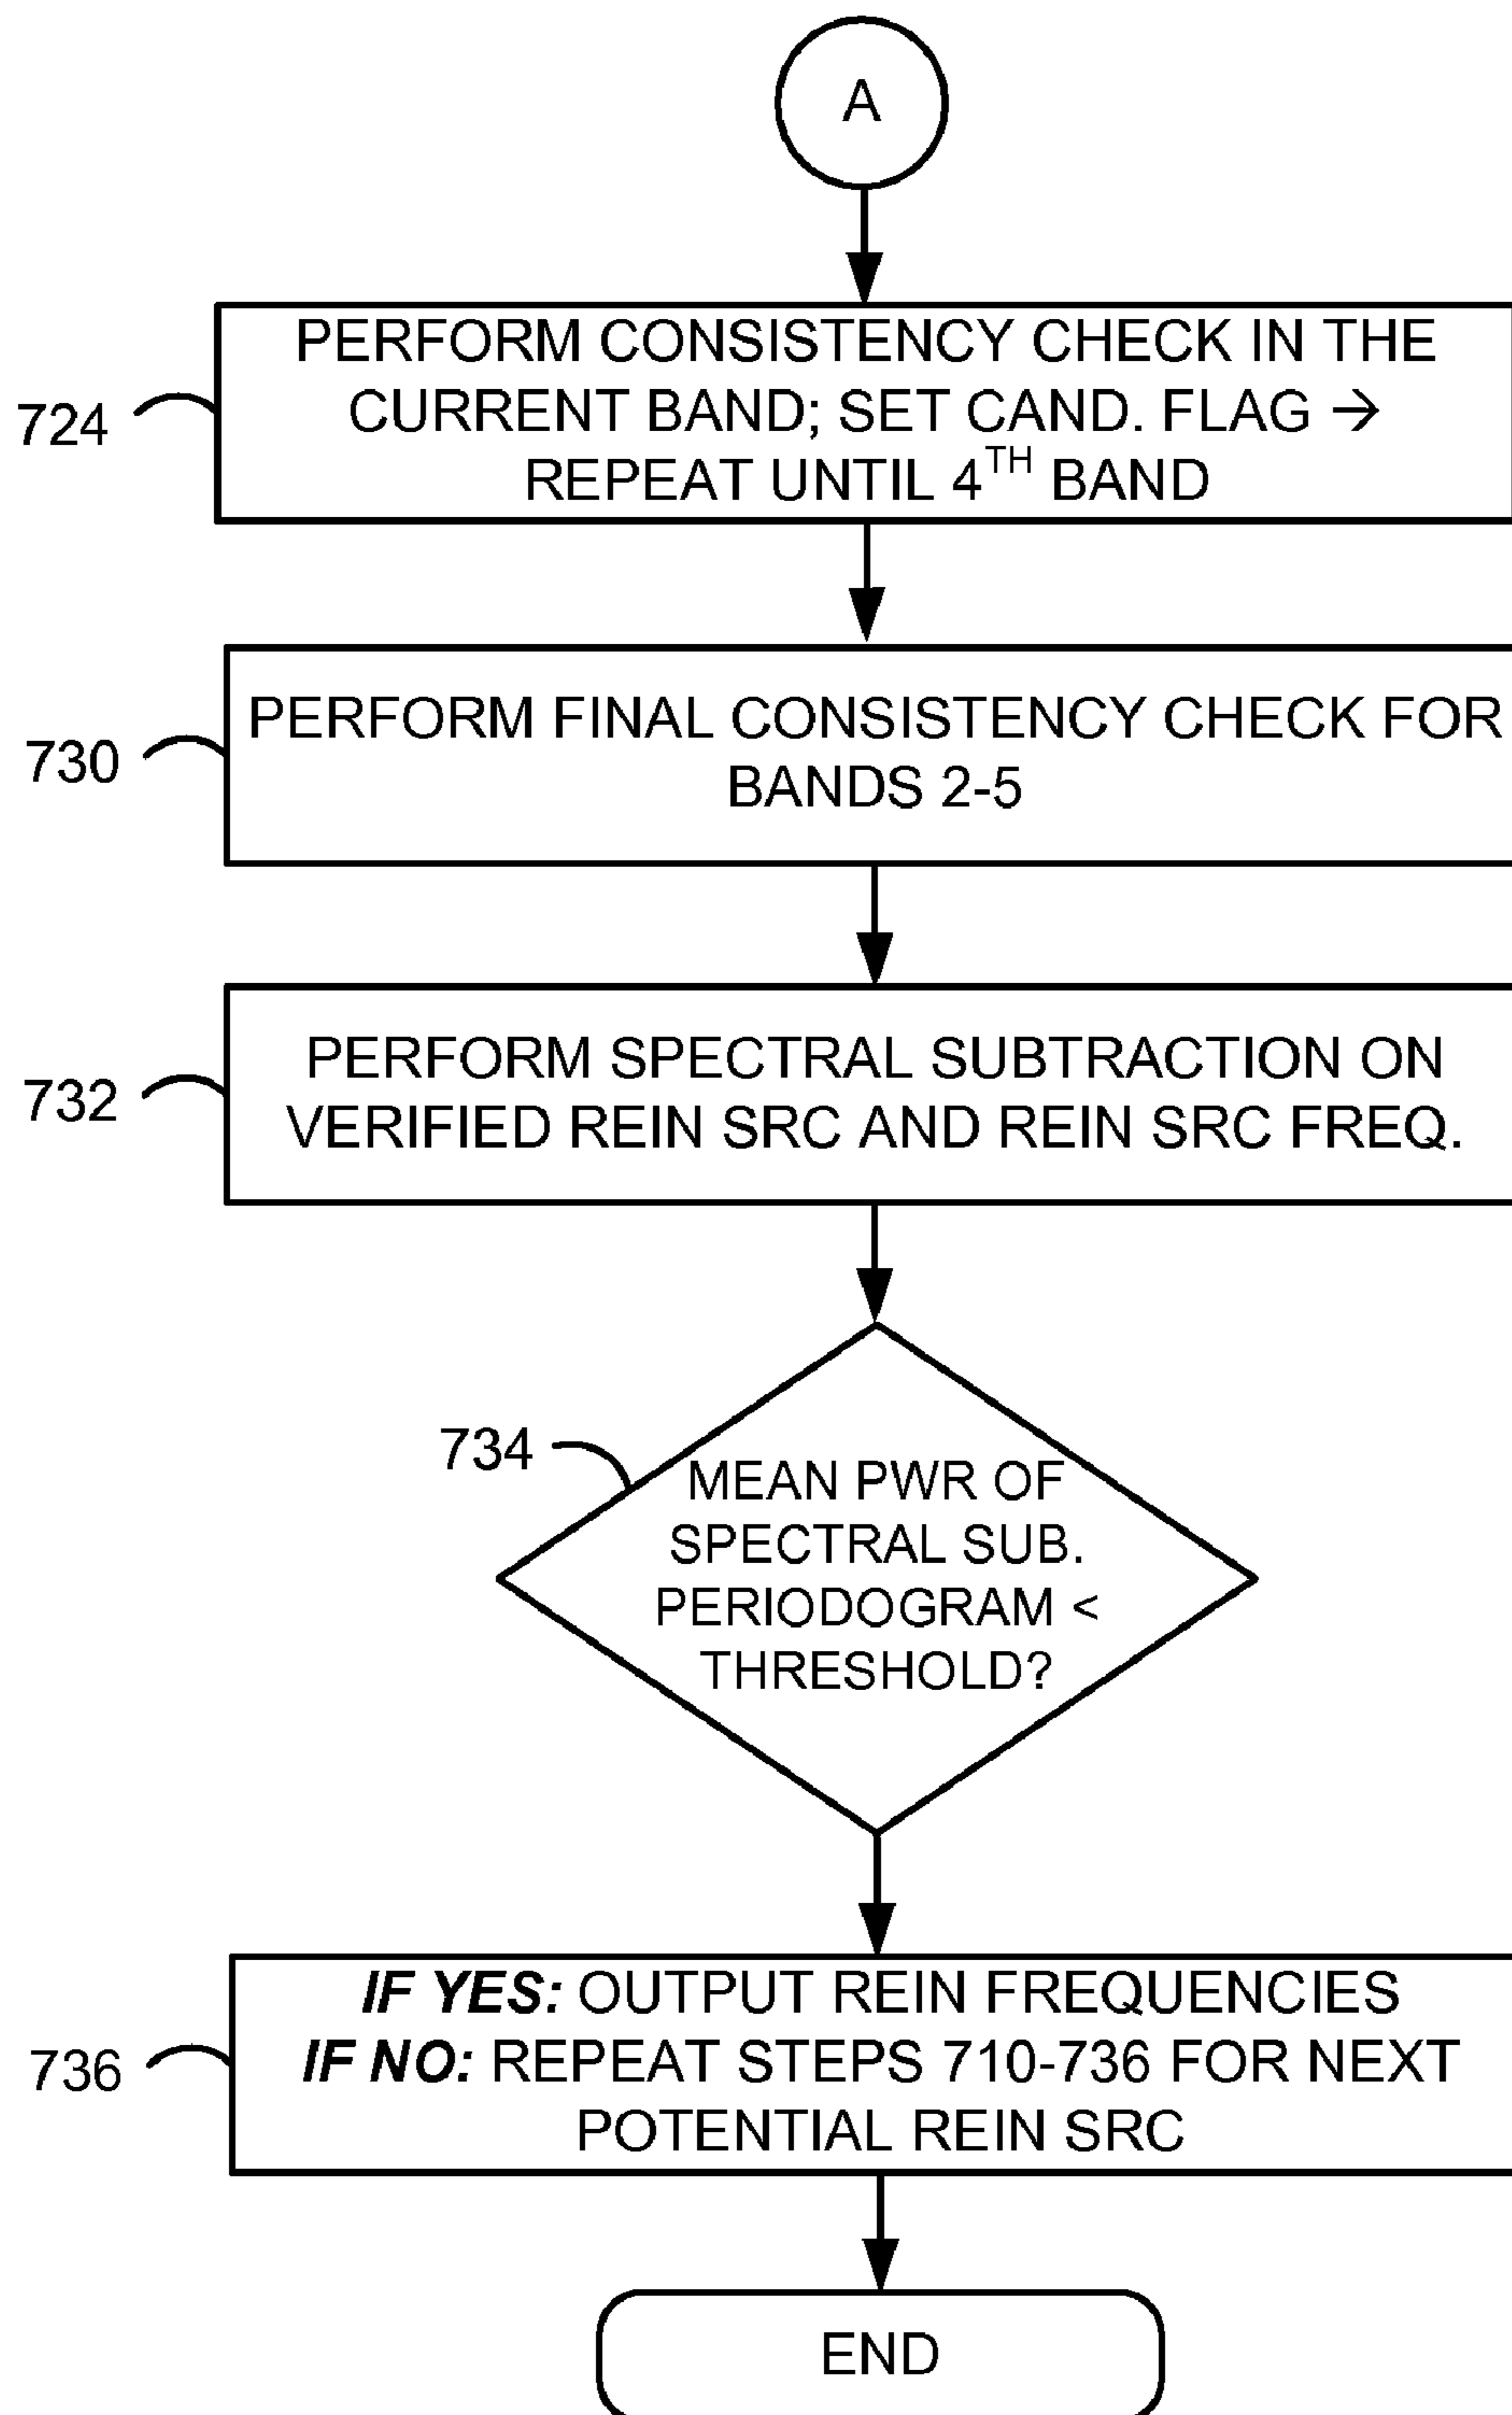 A
724
PERFORM CONSISTENCY CHECK IN THE
CURRENT BAND; SET CAND. FLAG →
REPEAT UNTIL 4TH BAND
730
PERFORM FINAL CONSISTENCY CHECK FOR
BANDS 2-5
732
PERFORM SPECTRAL SUBTRACTION ON
VERIFIED REIN SRC AND REIN SRC FREQ.
734
MEAN PWR OF
SPECTRAL SUB.
PERIODOGRAM <
THRESHOLD?
736
IF YES: OUTPUT REIN FREQUENCIES
IF NO: REPEAT STEPS 710-736 FOR NEXT
POTENTIAL REIN SRC
END